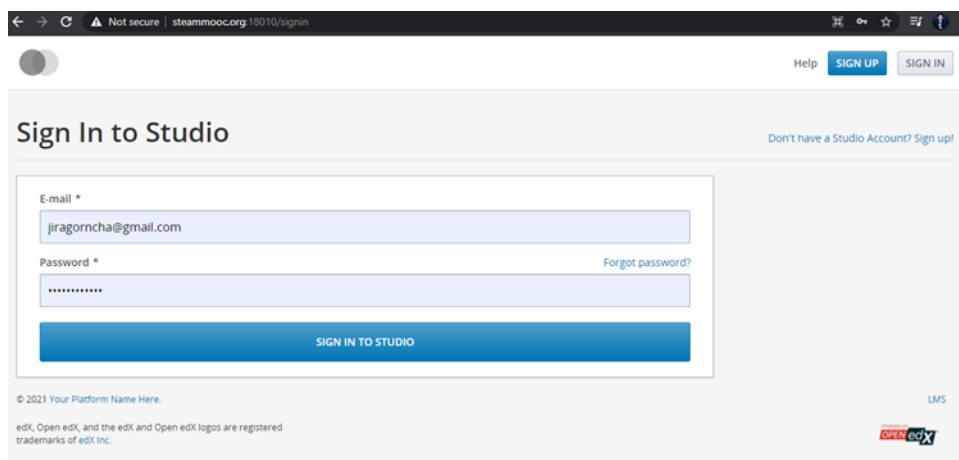 Not secure | steammooc.org:18010/signin
Help SIGN UP SIGN IN
Sign In to Studio
Don't have a Studio Account? Sign up!
E-mail *
jiragorncha@gmail.com
Password * Forgot password?
••••••••••••
SIGN IN TO STUDIO
© 2021 Your Platform Name Here. LMS
edX, Open edX, and the edX and Open edX logos are registered
trademarks of edX Inc.
OPEN edX